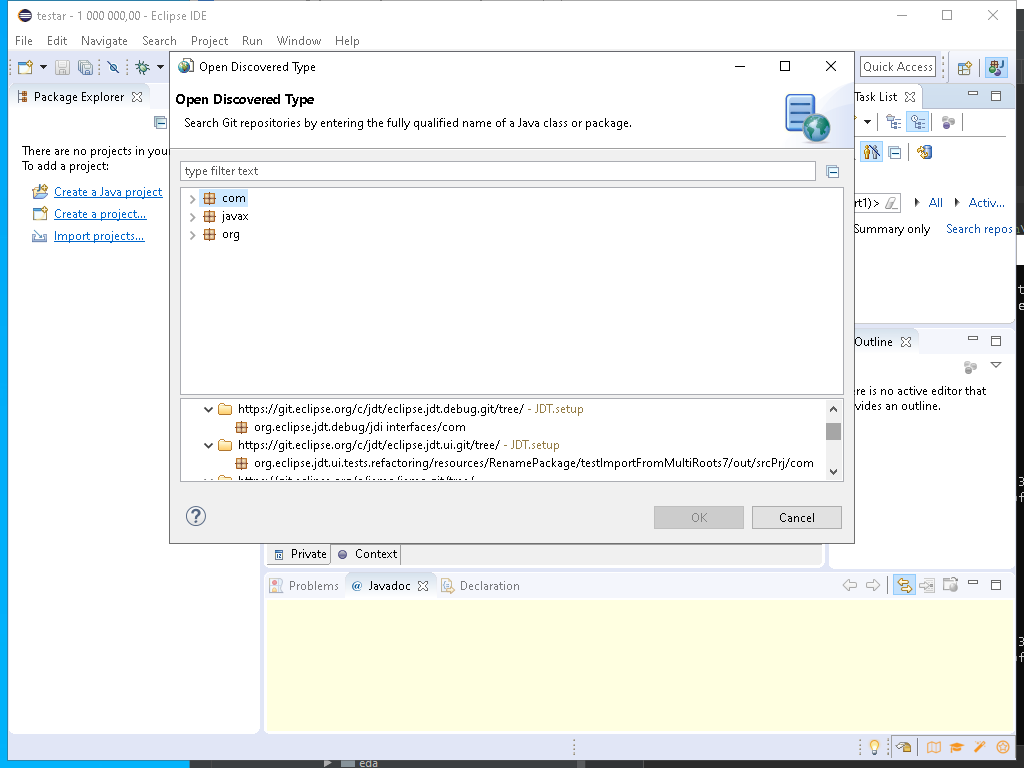 testar - 1 000 000,00 - Eclipse IDE
File Edit Navigate Search Project Run Window Help
Open Discovered Type
Quick Access
Package Explorer
Open Discovered Type
Task List
Search Git repositories by entering the fully qualified name of a Java class or package.
There are no projects in you
To add a project:
type filter text
Create a Java project
com
rt1)> All Activ...
Create a project...
javax
Import projects...
org
Summary only Search repos
Outline
re is no active editor that
vides an outline.
https://git.eclipse.org/c/jdt/eclipse.jdt.debug.git/tree/ - JDT.setup
org.eclipse.jdt.debug/jdi interfaces/com
https://git.eclipse.org/c/jdt/eclipse.jdt.ui.git/tree/ - JDT.setup
org.eclipse.jdt.ui.tests.refactoring/resources/RenamePackage/testImportFromMultiRoots7/out/srcPrj/com
OK Cancel
Private Context
Problems @ Javadoc Declaration
eda